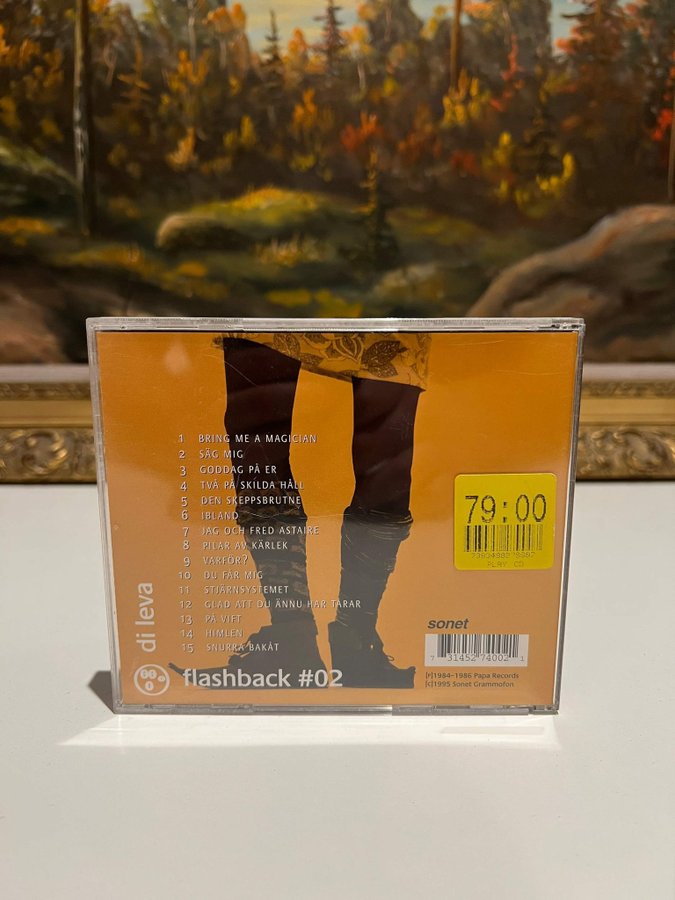 1 BRING ME A MAGICIAN
2 SÄG MIG
3 GODDAG PÅ ER
4 TVÅ PÅ SKILDA HÅLL
5 DEN SKEPPSBRUTNE
6 IBLAND
7 JAG OCH FRED ASTAIRE
8 PILAR AV KÄRLEK
9 VARFÖR?
10 DU FÅR MIG
11 STJÄRNSYSTEMET
12 GLAD ATT DU ÄNNU HAR TÅRAR
13 PÅ VIFT
14 HIMLEN
15 SNURRA BAKÅT
di leva
flashback #02
79:00
PLAY CD
sonet
7 31452 74002 1
(P)1984–1986 Papa Records
(C)1995 Sonet Grammofon